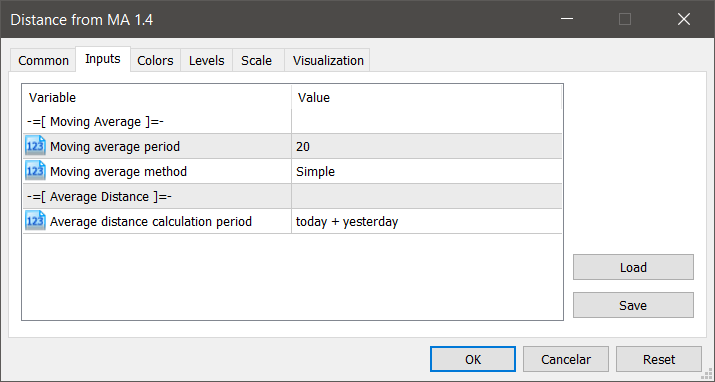 Distance from MA 1.4
Common Inputs Colors Levels Scale Visualization
Variable Value
-=[ Moving Average ]=-
123 Moving average period 20
123 Moving average method Simple
-=[ Average Distance ]=-
123 Average distance calculation period today + yesterday
Load
Save
OK Cancelar Reset